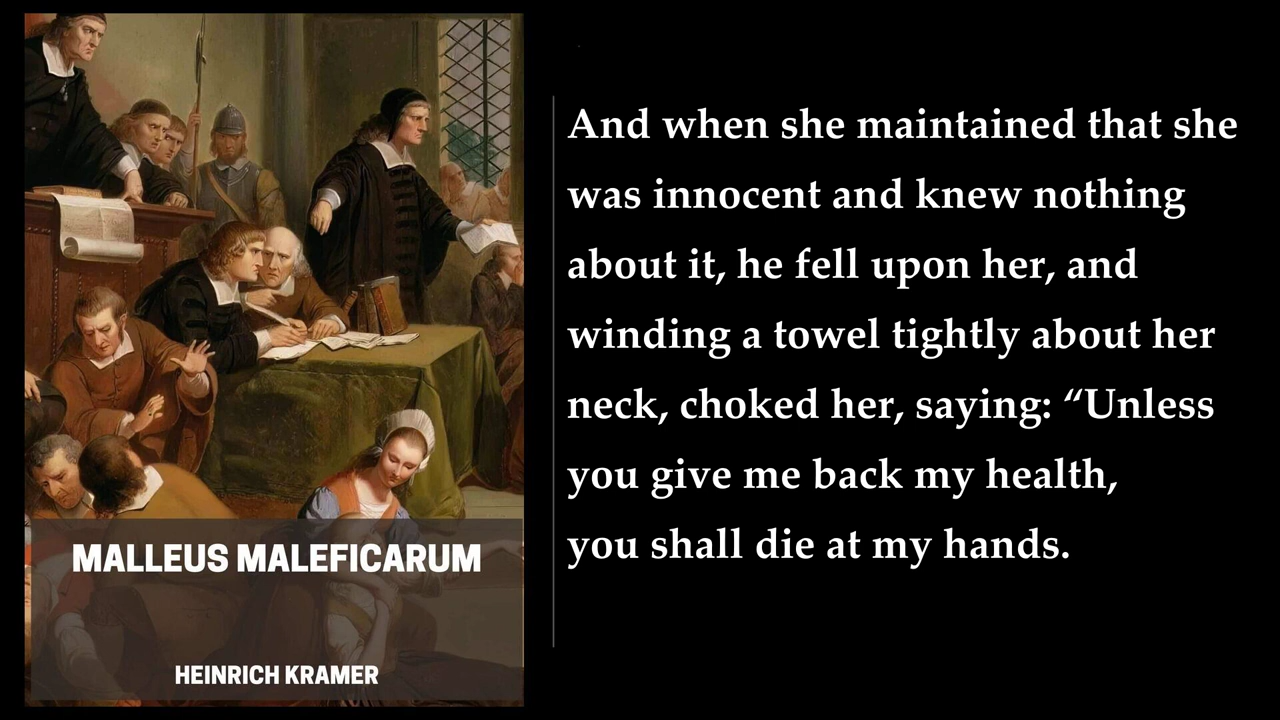 MALLEUS MALEFICARUM
HEINRICH KRAMER
And when she maintained that she
was innocent and knew nothing
about it, he fell upon her, and
winding a towel tightly about her
neck, choked her, saying: “Unless
you give me back my health,
you shall die at my hands.